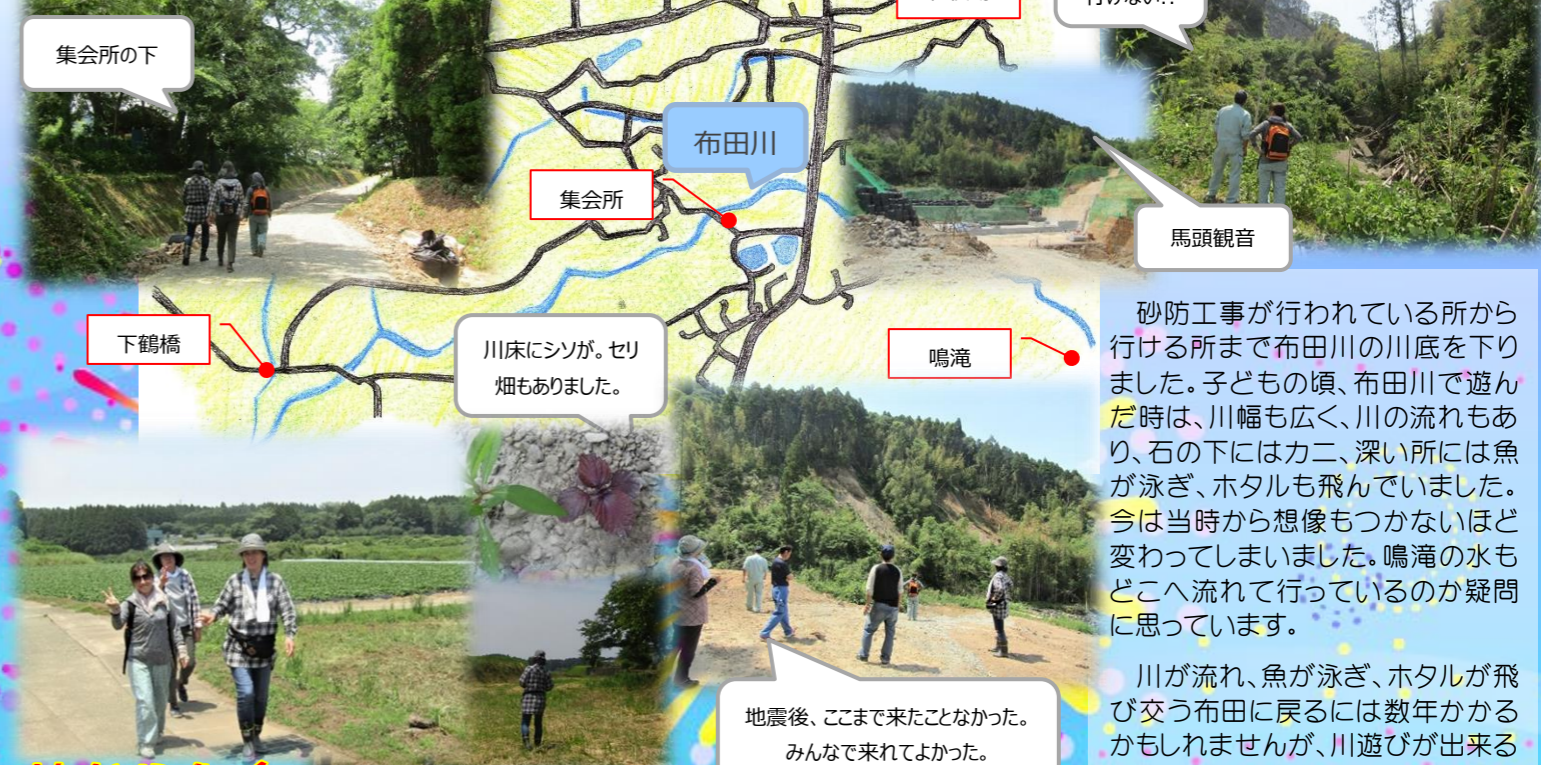 集会所の下
行けない!!
布田川
集会所
馬頭観音
下鶴橋
川床にシソが。セリ
畑もありました。
鳴滝
砂防工事が行われている所から
行ける所まで布田川の川底を下り
ました。子どもの頃、布田川で遊ん
だ時は、川幅も広く、川の流れもあ
り、石の下にはカニ、深い所には魚
が泳ぎ、ホタルも飛んでいました。
今は当時から想像もつかないほど
変わってしまいました。鳴滝の水も
どこへ流れて行っているのか疑問
に思っています。
川が流れ、魚が泳ぎ、ホタルが飛
び交う布田に戻るには数年かかる
かもしれませんが、川遊びが出来る
地震後、ここまで来たことなかった。
みんなで来れてよかった。